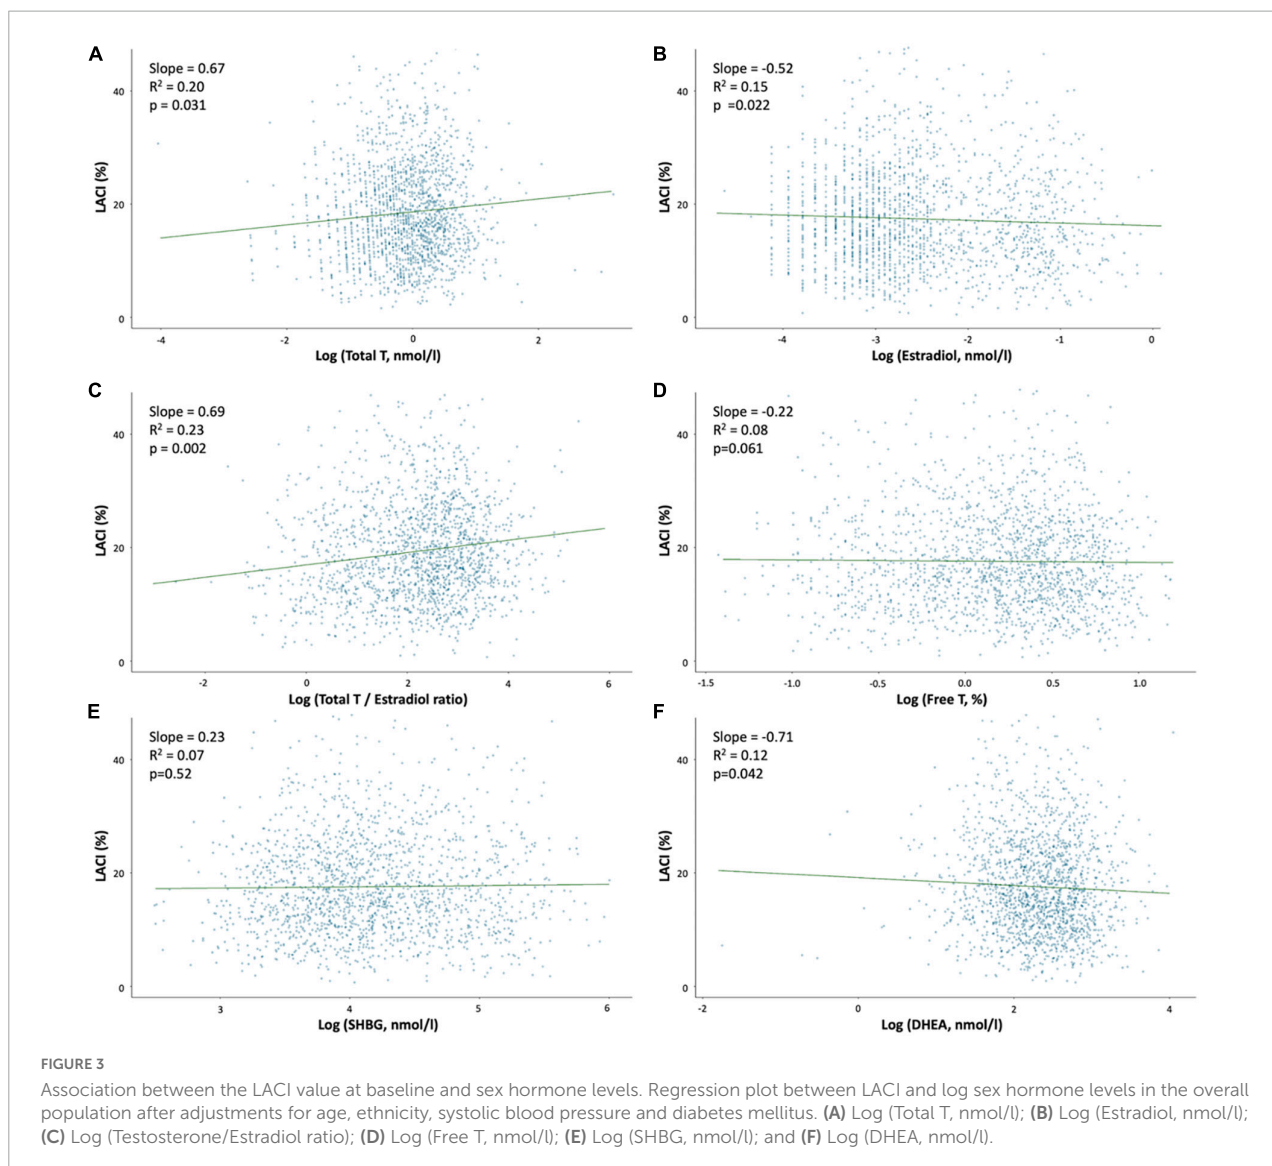 A
Slope = 0.67
R² = 0.20
p = 0.031
LACI (%)
40
20
0
-4
-2
0
2
Log (Total T, nmol/l)
B
Slope = -0.52
R² = 0.15
p =0.022
LACI (%)
40
20
0
-4
-3
-2
-1
0
Log (Estradiol, nmol/l)
C
Slope = 0.69
R² = 0.23
p = 0.002
LACI (%)
40
20
0
-2
0
2
4
6
Log (Total T / Estradiol ratio)
D
Slope = -0.22
R² = 0.08
p=0.061
LACI (%)
40
20
0
-1.5
-1.0
-0.5
0.0
0.5
1.0
Log (Free T, %)
E
Slope = 0.23
R² = 0.07
p=0.52
LACI (%)
40
20
0
3
4
5
6
Log (SHBG, nmol/l)
F
Slope = -0.71
R² = 0.12
p=0.042
LACI (%)
40
20
0
-2
0
2
4
Log (DHEA, nmol/l)
FIGURE 3
Association between the LACI value at baseline and sex hormone levels. Regression plot between LACI and log sex hormone levels in the overall
population after adjustments for age, ethnicity, systolic blood pressure and diabetes mellitus. (A) Log (Total T, nmol/l); (B) Log (Estradiol, nmol/l);
(C) Log (Testosterone/Estradiol ratio); (D) Log (Free T, nmol/l); (E) Log (SHBG, nmol/l); and (F) Log (DHEA, nmol/l).